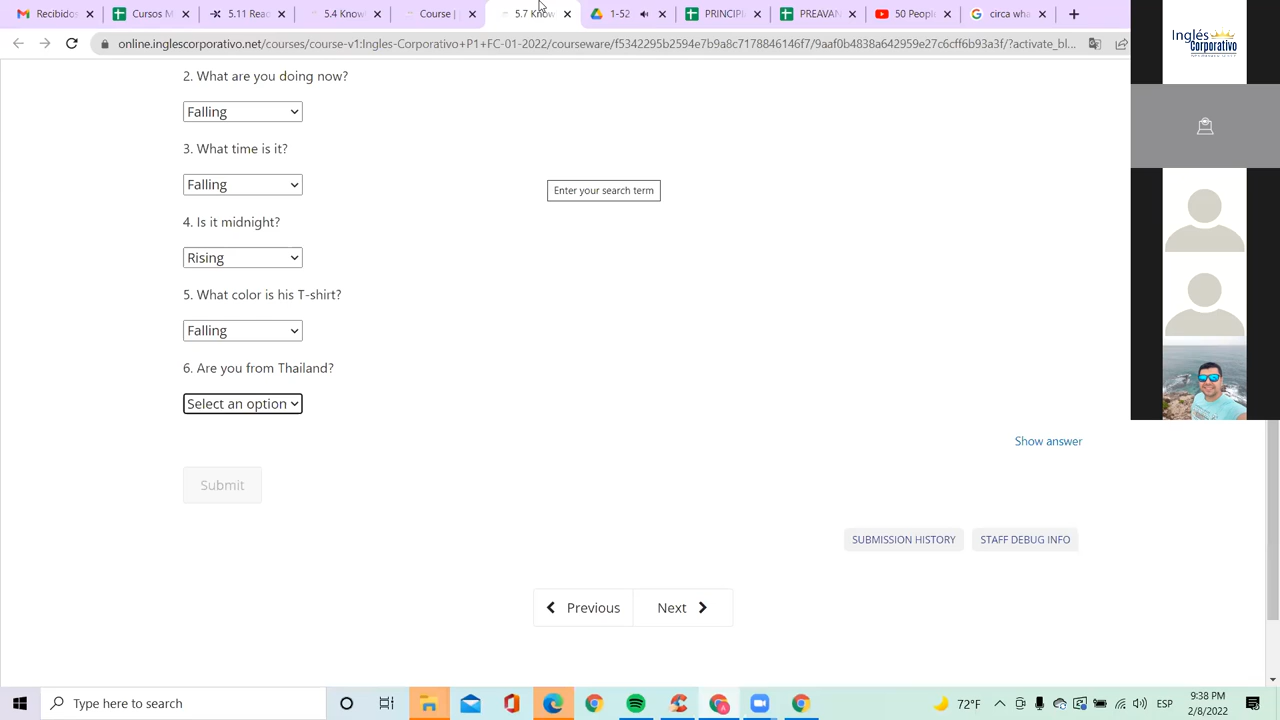 Recibidos
Cursos M
5.11 Rea
5.4 Know
Course |
5.7 Know
1-52
PRINCIPA
PREAVAN
50 People
circa wha
online.inglescorporativo.net/courses/course-v1:Ingles-Corporativo+P1+FC-01-2022/courseware/f5342295b2594e7b9a8c7178846146f7/9aaf0b4838a642959e27c6cff6b93a3f/?activate_bl...
Inglés
Corporativo
2. What are you doing now?
Falling
3. What time is it?
Falling
Enter your search term
4. Is it midnight?
Rising
5. What color is his T-shirt?
Falling
6. Are you from Thailand?
Select an option
Show answer
Submit
SUBMISSION HISTORY
STAFF DEBUG INFO
Previous
Next
Type here to search
72°F
ESP
9:38 PM
2/8/2022